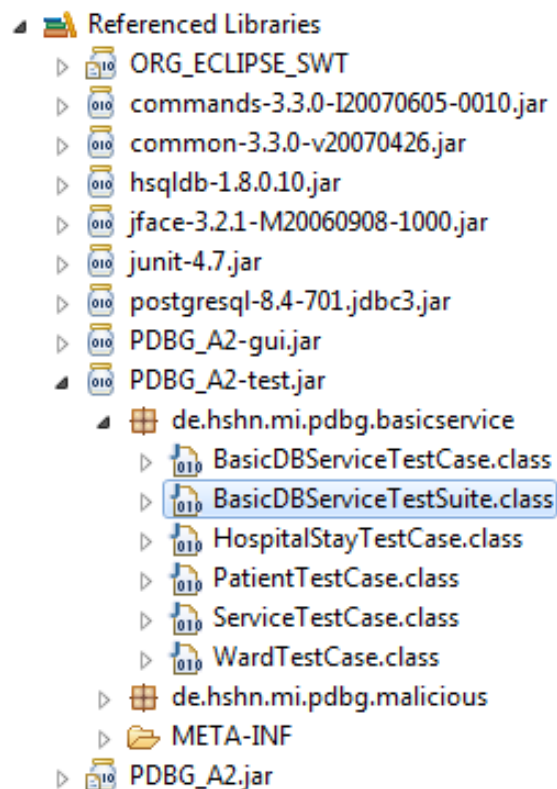 Referenced Libraries
ORG_ECLIPSE_SWT
commands-3.3.0-I20070605-0010.jar
common-3.3.0-v20070426.jar
hsqldb-1.8.0.10.jar
jface-3.2.1-M20060908-1000.jar
junit-4.7.jar
postgresql-8.4-701.jdbc3.jar
PDBG_A2-gui.jar
PDBG_A2-test.jar
de.hshn.mi.pdbg.basicservice
BasicDBServiceTestCase.class
BasicDBServiceTestSuite.class
HospitalStayTestCase.class
PatientTestCase.class
ServiceTestCase.class
WardTestCase.class
de.hshn.mi.pdbg.malicious
META-INF
PDBG_A2.jar